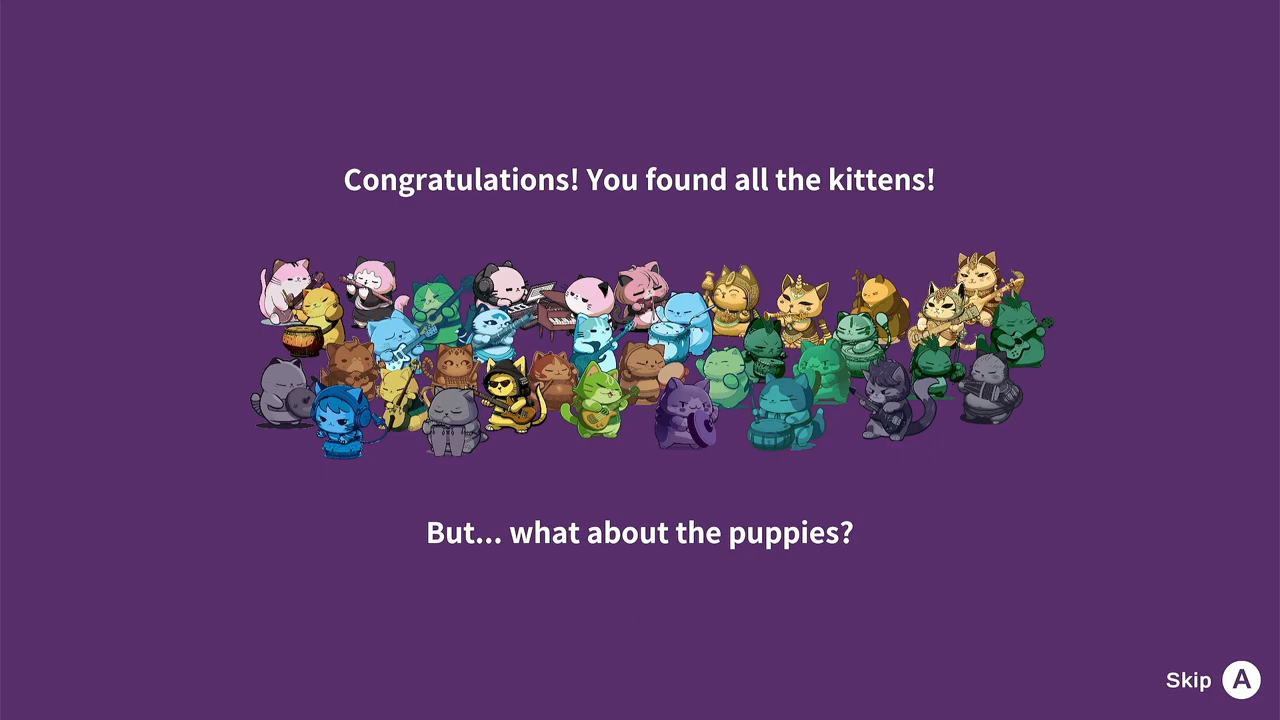 Congratulations! You found all the kittens!
But... what about the puppies?
Skip A